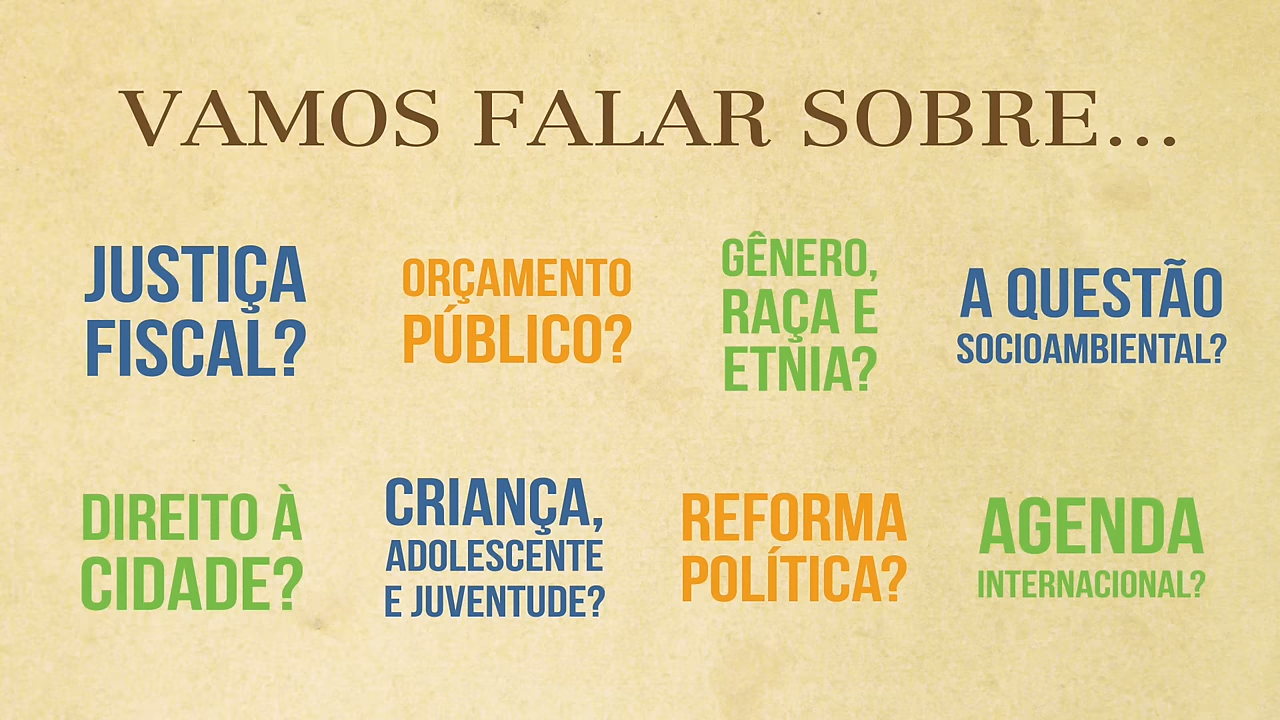 VAMOS FALAR SOBRE...
JUSTIÇA
FISCAL?
ORÇAMENTO
PÚBLICO?
GÊNERO,
RAÇA E
ETNIA?
A QUESTÃO
SOCIOAMBIENTAL?
DIREITO À
CIDADE?
CRIANÇA,
ADOLESCENTE
E JUVENTUDE?
REFORMA
POLÍTICA?
AGENDA
INTERNACIONAL?